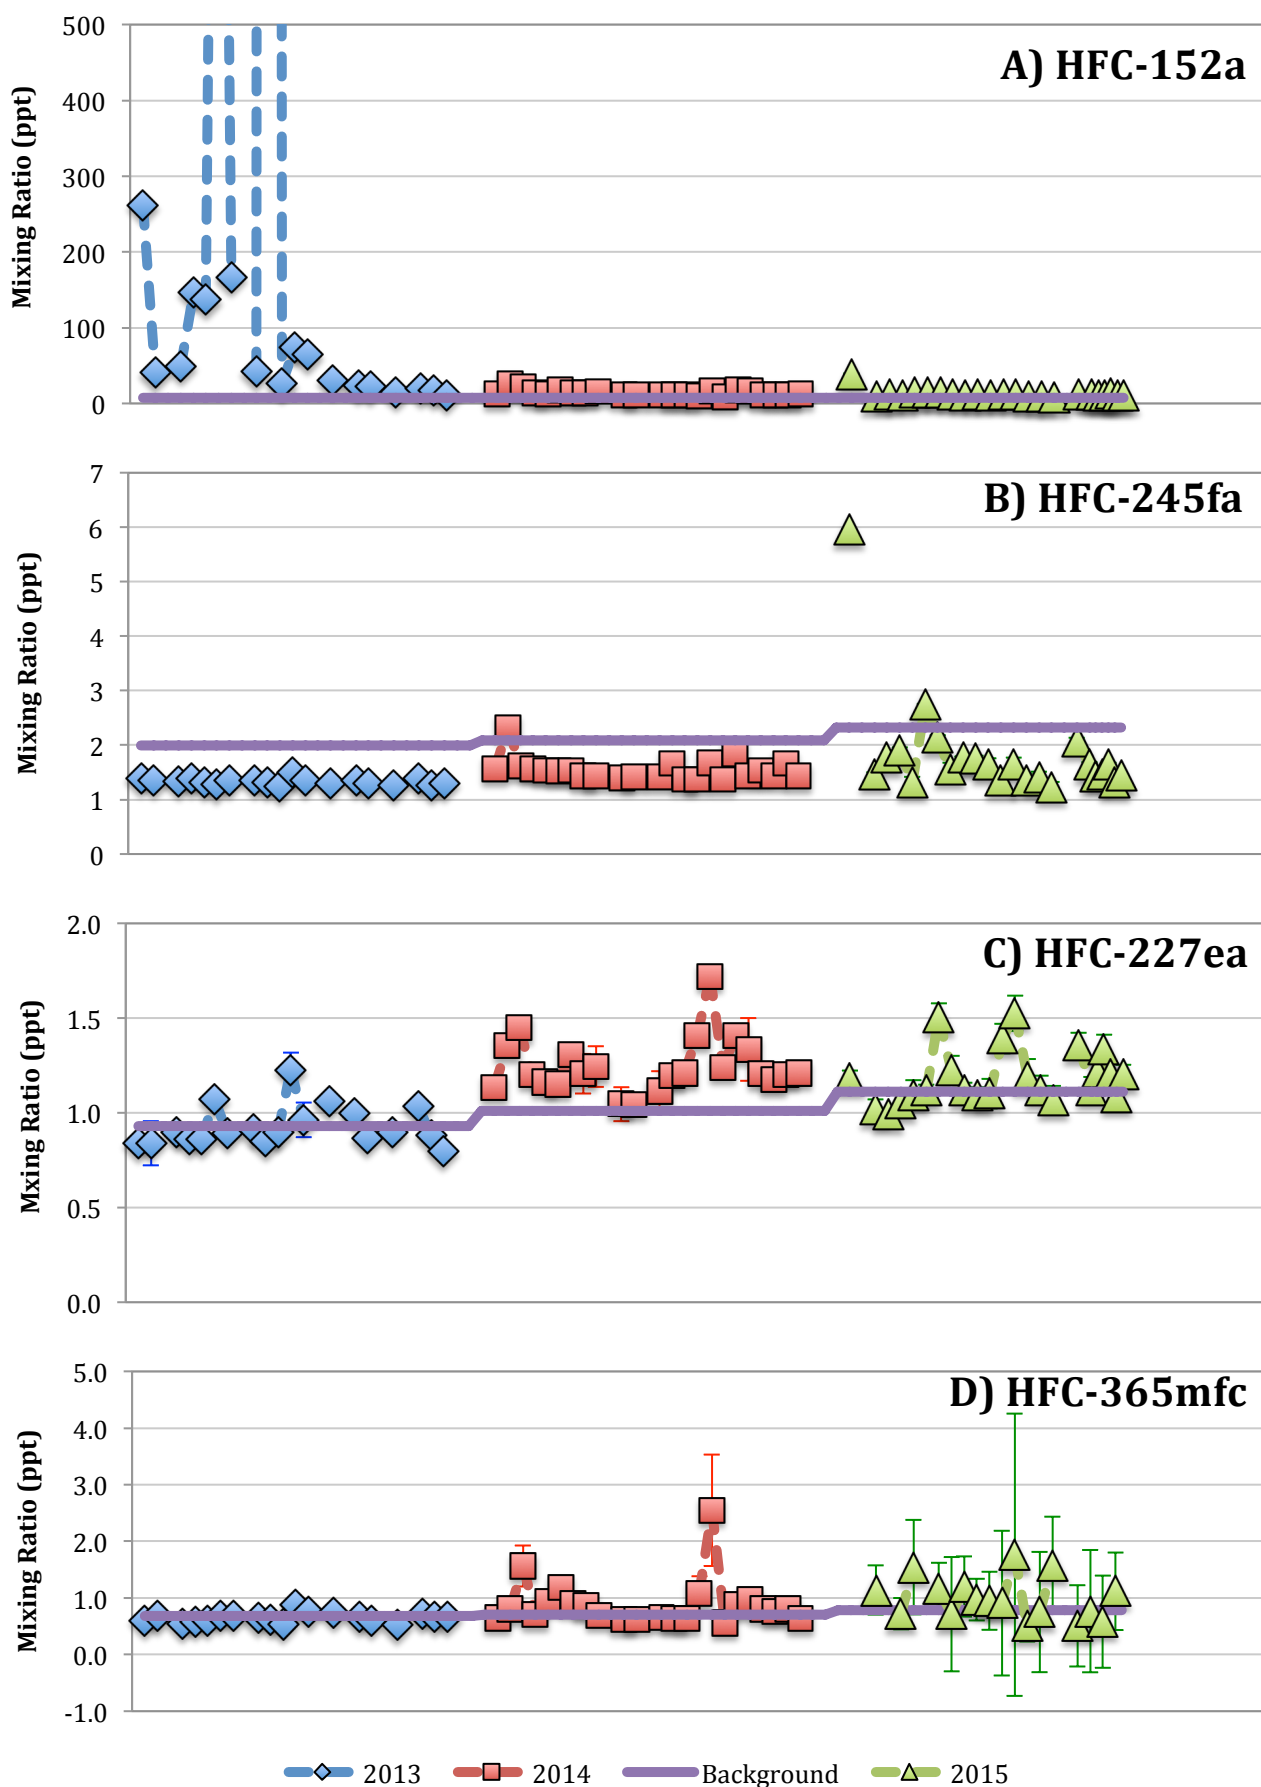 A) HFC-152a
Mixing Ratio (ppt)
500
400
300
200
100
0
B) HFC-245fa
Mixing Ratio (ppt)
7
6
5
4
3
2
1
0
C) HFC-227ea
Mxing Ratio (ppt)
2.0
1.5
1.0
0.5
0.0
D) HFC-365mfc
Mixing Ratio (ppt)
5.0
4.0
3.0
2.0
1.0
0.0
-1.0
2013 2014 Background 2015